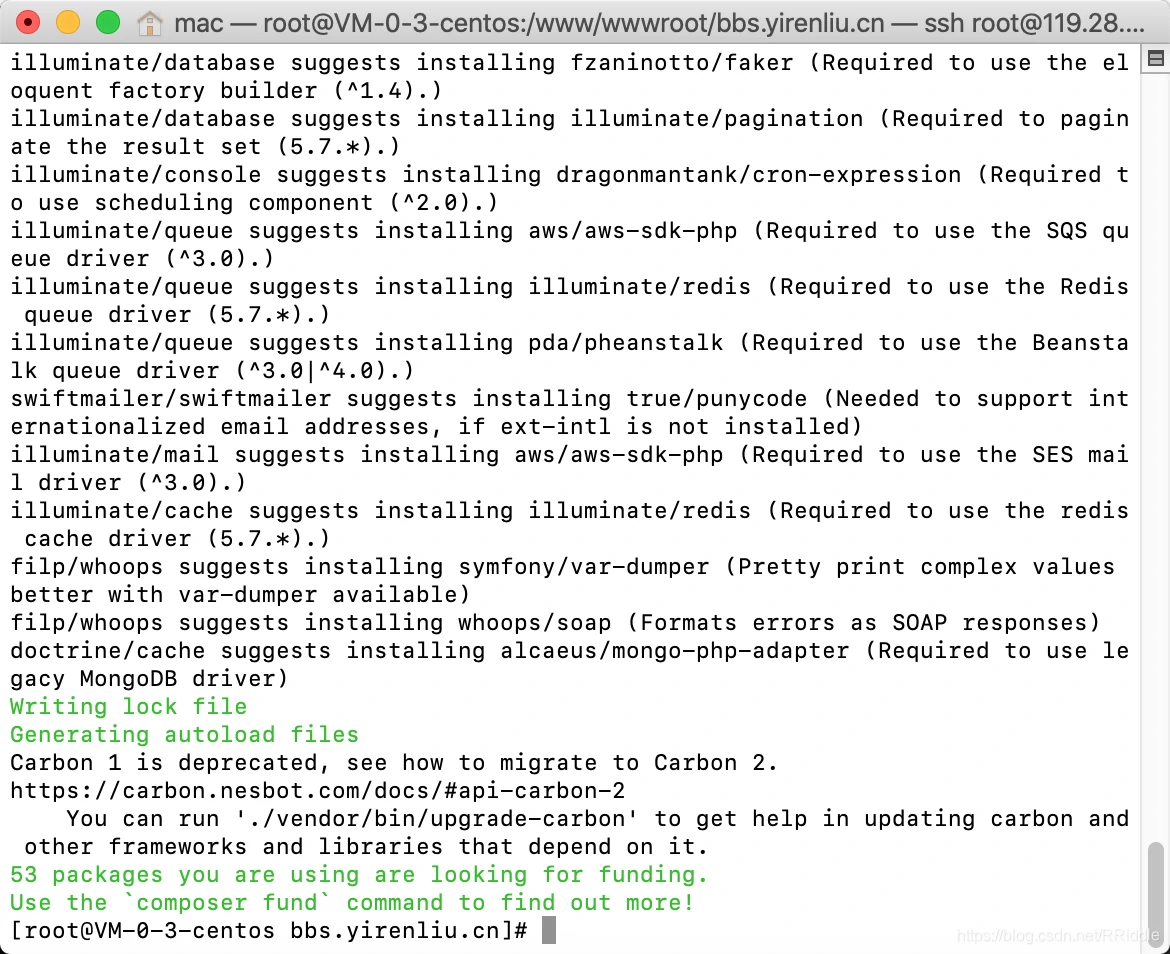 mac — root@VM-0-3-centos:/www/wwwroot/bbs.yirenliu.cn — ssh root@119.28....
illuminate/database suggests installing fzaninotto/faker (Required to use the el
oquent factory builder (^1.4).)
illuminate/database suggests installing illuminate/pagination (Required to pagin
ate the result set (5.7.*).)
illuminate/console suggests installing dragonmantank/cron-expression (Required t
o use scheduling component (^2.0).)
illuminate/queue suggests installing aws/aws-sdk-php (Required to use the SQS qu
eue driver (^3.0).)
illuminate/queue suggests installing illuminate/redis (Required to use the Redis
 queue driver (5.7.*).)
illuminate/queue suggests installing pda/pheanstalk (Required to use the Beansta
lk queue driver (^3.0|^4.0).)
swiftmailer/swiftmailer suggests installing true/punycode (Needed to support int
ernationalized email addresses, if ext-intl is not installed)
illuminate/mail suggests installing aws/aws-sdk-php (Required to use the SES mai
l driver (^3.0).)
illuminate/cache suggests installing illuminate/redis (Required to use the redis
 cache driver (5.7.*).)
filp/whoops suggests installing symfony/var-dumper (Pretty print complex values
better with var-dumper available)
filp/whoops suggests installing whoops/soap (Formats errors as SOAP responses)
doctrine/cache suggests installing alcaeus/mongo-php-adapter (Required to use le
gacy MongoDB driver)
Writing lock file
Generating autoload files
Carbon 1 is deprecated, see how to migrate to Carbon 2.
https://carbon.nesbot.com/docs/#api-carbon-2
    You can run './vendor/bin/upgrade-carbon' to get help in updating carbon and
 other frameworks and libraries that depend on it.
53 packages you are using are looking for funding.
Use the `composer fund` command to find out more!
[root@VM-0-3-centos bbs.yirenliu.cn]#
https://blog.csdn.net/RRiddle